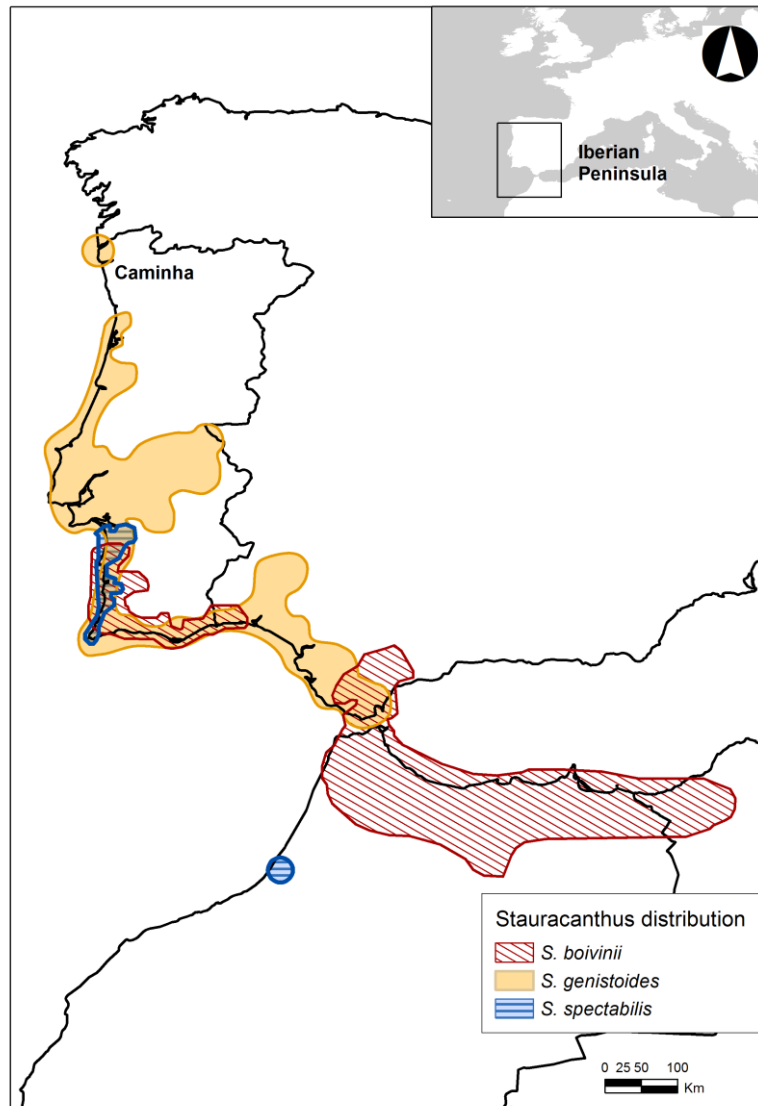 Iberian
Peninsula
Caminha
Stauracanthus distribution
S. boivinii
S. genistoides
S. spectabilis
0 25 50 100
Km